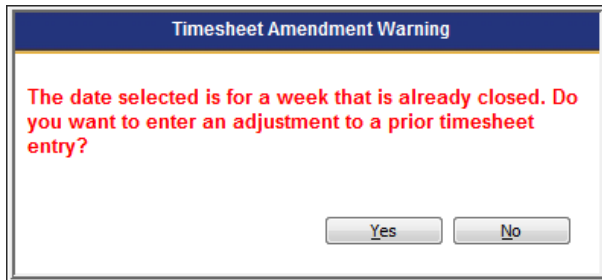 Timesheet Amendment Warning
The date selected is for a week that is already closed. Do
you want to enter an adjustment to a prior timesheet
entry?
Yes No